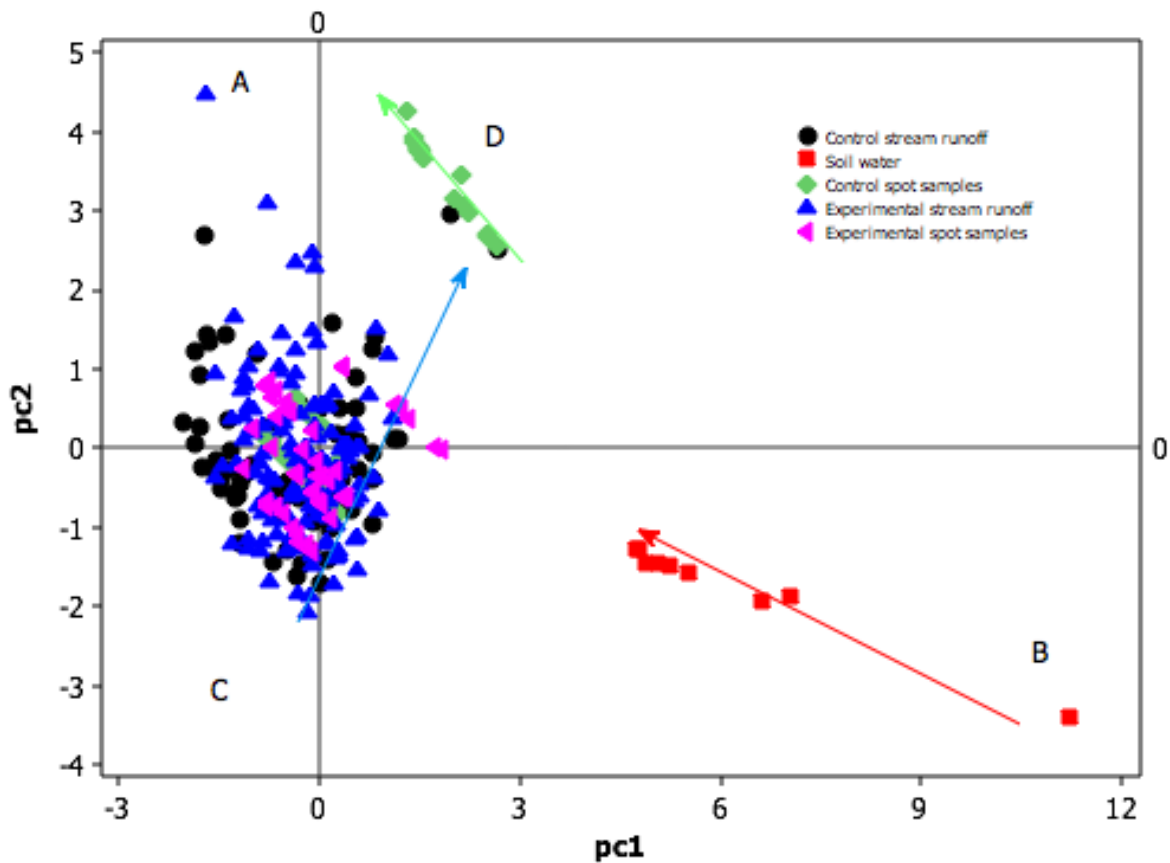 0
5
A
4
D
Control stream runoff
Soil water
Control spot samples
3
Experimental stream runoff
Experimental spot samples
2
1
pc2
0
0
-1
-2
B
-3
C
-4
-3
0
3
6
9
12
pc1